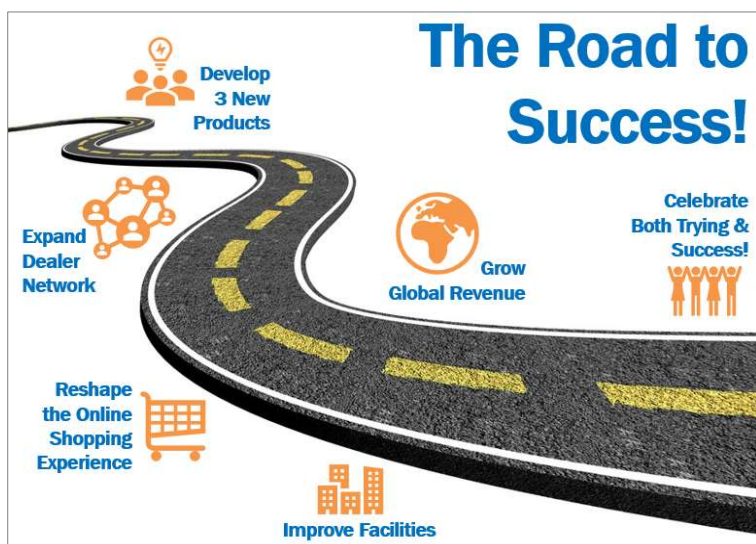 The Road to
Success!
Develop
3 New
Products
Expand
Dealer
Network
Grow
Global Revenue
Celebrate
Both Trying &
Success!
Reshape
the Online
Shopping
Experience
Improve Facilities